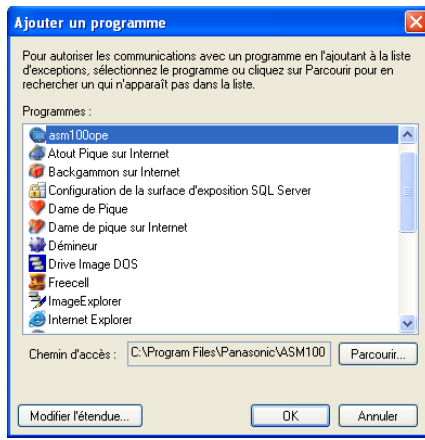 Ajouter un programme
Pour autoriser les communications avec un programme en l'ajoutant à la liste
d'exceptions, sélectionnez le programme ou cliquez sur Parcourir pour en
rechercher un qui n'apparaît pas dans la liste.
Programmes :
asm100ope
Atout Pique sur Internet
Backgammon sur Internet
Configuration de la surface d'exposition SQL Server
Dame de Pique
Dame de pique sur Internet
Démineur
Drive Image DOS
Freecell
ImageExplorer
Internet Explorer
Chemin d'accès : C:\Program Files\Panasonic\ASM100 Parcourir...
Modifier l'étendue... OK Annuler